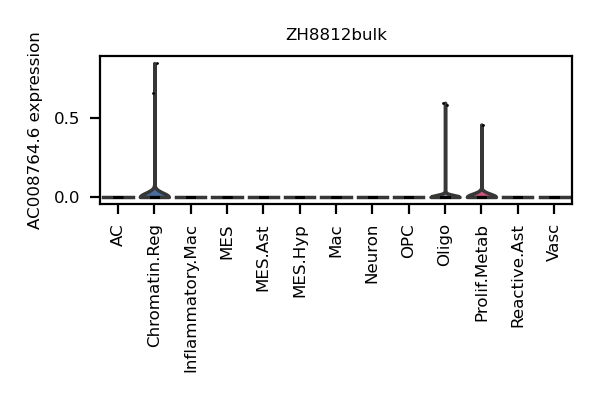 ZH8812bulk
AC008764.6 expression
0.5
0.0
AC
Chromatin.Reg
Inflammatory.Mac
MES
MES.Ast
MES.Hyp
Mac
Neuron
OPC
Oligo
Prolif.Metab
Reactive.Ast
Vasc